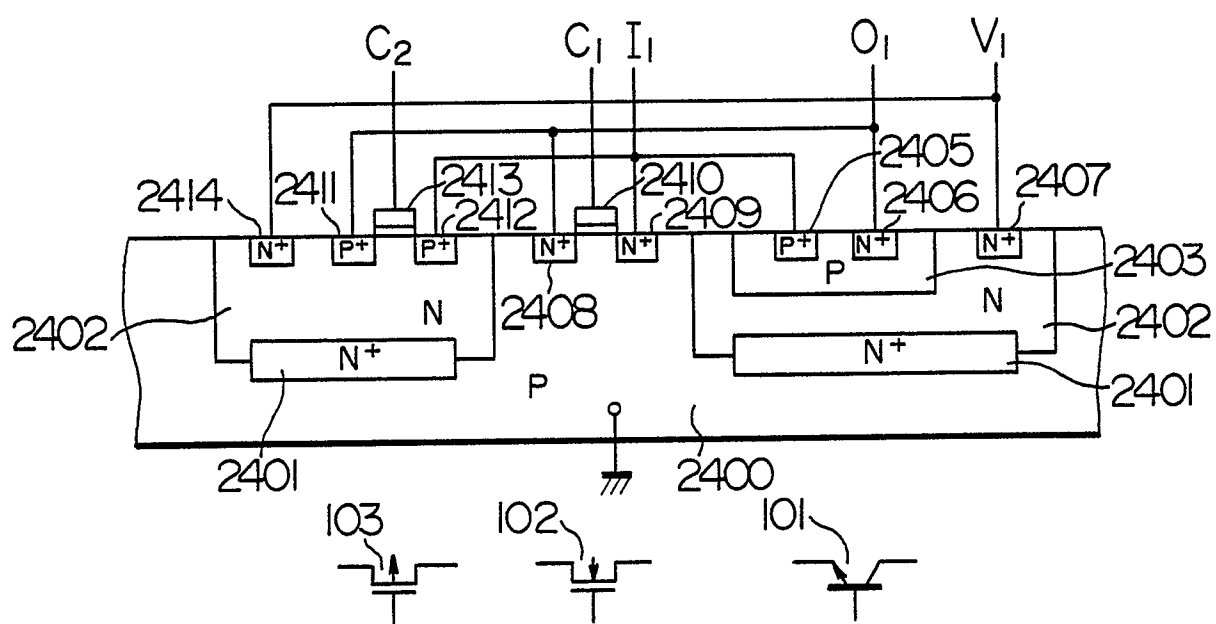 C2 C1 I1 O1 V1
2414 2411 2413 2412 2410 2409 2405 2406 2407
N+ P+ P+ N+ N+ P+ N+ N+
2402 N 2408 P N 2403
2402
N+ P N+
2401 2400 2401
103 102 101